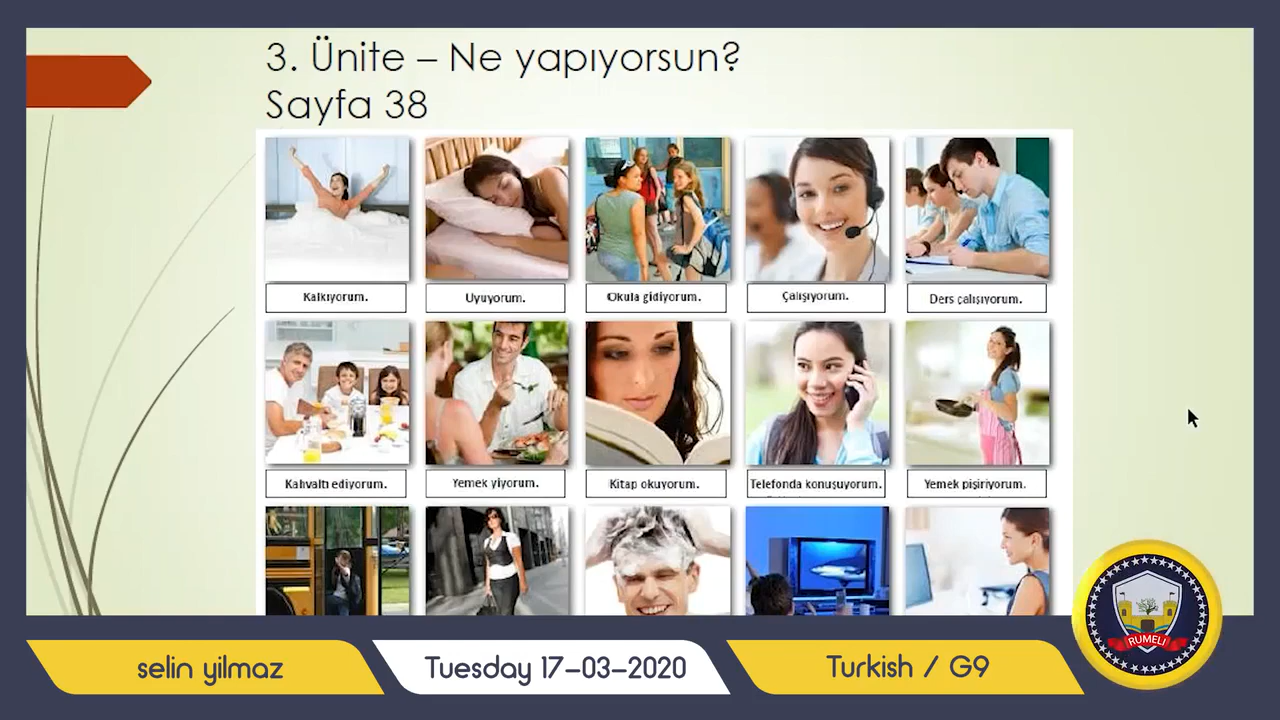 3. Ünite – Ne yapıyorsun?
Sayfa 38
Kalkıyorum.
Uyuyorum.
Okula gidiyorum.
Çalışıyorum.
Ders çalışıyorum.
Kahvaltı ediyorum.
Yemek yiyorum.
Kitap okuyorum.
Telefonda konuşuyorum.
Yemek pişiriyorum.
RUMELİ
selin yilmaz
Tuesday 17-03-2020
Turkish / G9